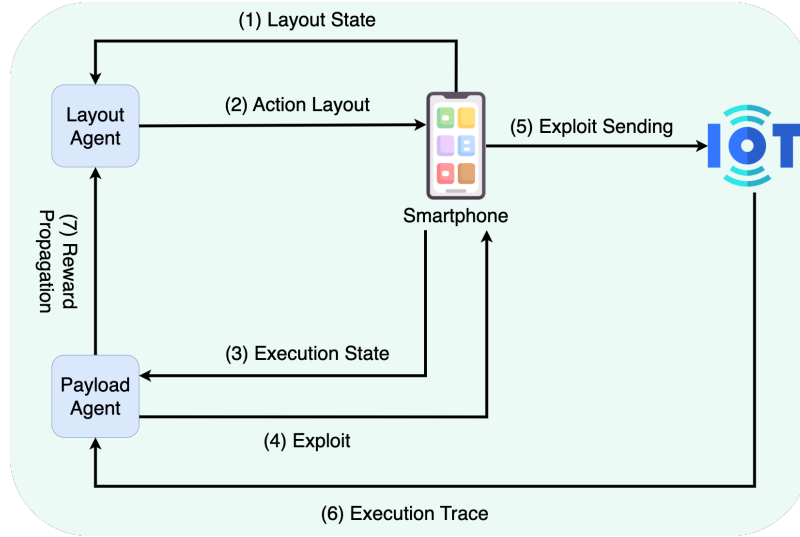 (1) Layout State
Layout
Agent
(2) Action Layout
(5) Exploit Sending
IOT
Smartphone
(7) Reward
Propagation
(3) Execution State
Payload
Agent
(4) Exploit
(6) Execution Trace